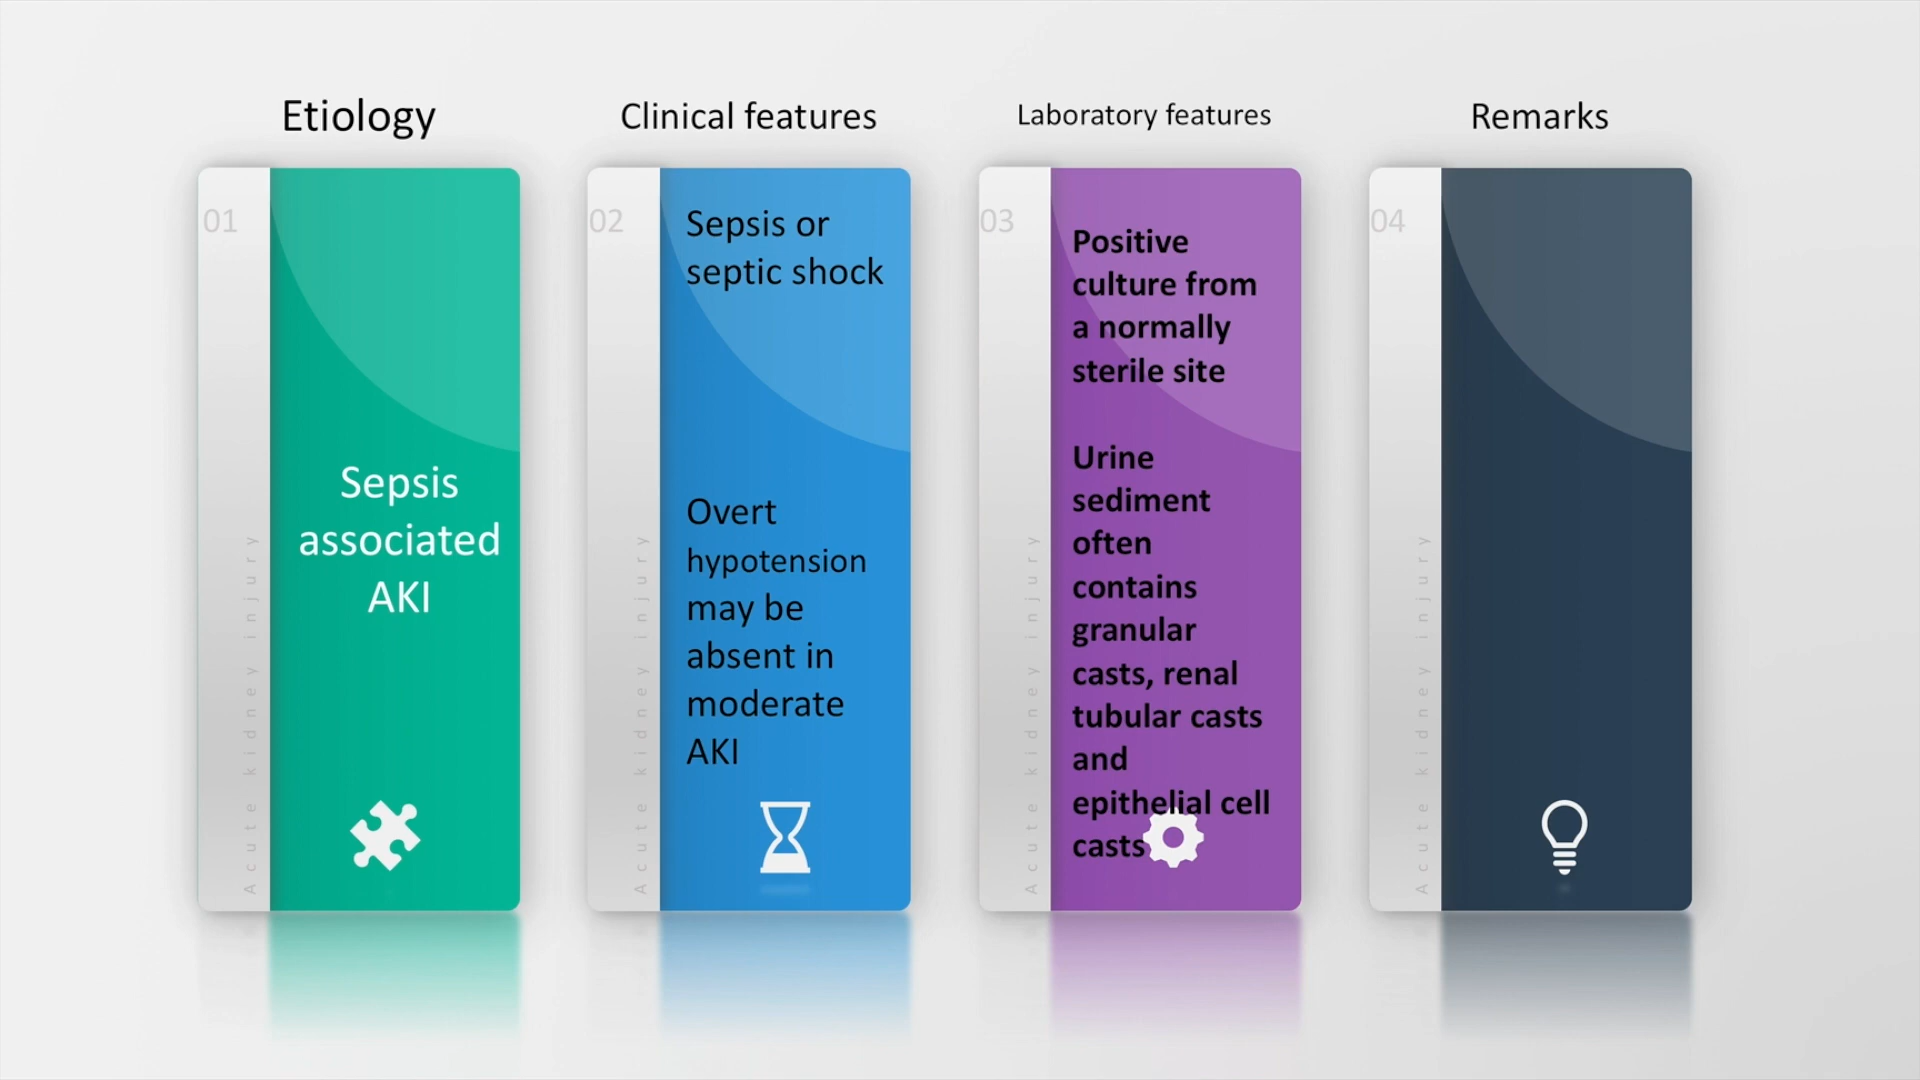 Etiology
Clinical features
Laboratory features
Remarks
01
Sepsis
associated
AKI
Acute kidney injury
02
Sepsis or
septic shock
Overt
hypotension
may be
absent in
moderate
AKI
Acute kidney injury
03
Positive
culture from
a normally
sterile site
Urine
sediment
often
contains
granular
casts, renal
tubular casts
and
epithelial cell
casts
Acute kidney injury
04
Acute kidney injury